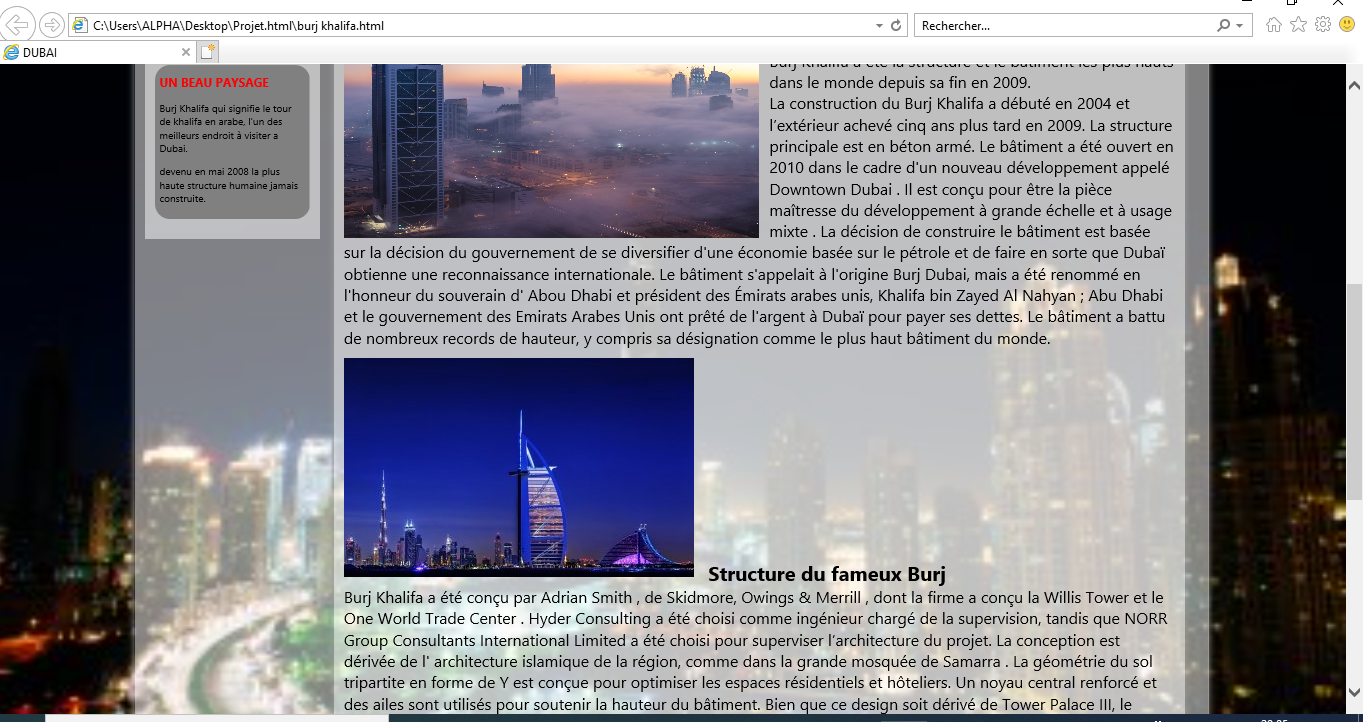 C:\Users\ALPHA\Desktop\Projet.html\burj khalifa.html
Rechercher...
DUBAI
UN BEAU PAYSAGE
Burj Khalifa qui signifie le tour
de khalifa en arabe, l'un des
meilleurs endroit à visiter a
Dubai.
devenu en mai 2008 la plus
haute structure humaine jamais
construite.
Burj Khalifa a été la structure et le bâtiment les plus hauts
dans le monde depuis sa fin en 2009.
La construction du Burj Khalifa a débuté en 2004 et
l’extérieur achevé cinq ans plus tard en 2009. La structure
principale est en béton armé. Le bâtiment a été ouvert en
2010 dans le cadre d'un nouveau développement appelé
Downtown Dubai . Il est conçu pour être la pièce
maîtresse du développement à grande échelle et à usage
mixte . La décision de construire le bâtiment est basée
sur la décision du gouvernement de se diversifier d'une économie basée sur le pétrole et de faire en sorte que Dubaï
obtienne une reconnaissance internationale. Le bâtiment s'appelait à l'origine Burj Dubai, mais a été renommé en
l'honneur du souverain d' Abou Dhabi et président des Émirats arabes unis, Khalifa bin Zayed Al Nahyan ; Abu Dhabi
et le gouvernement des Emirats Arabes Unis ont prêté de l'argent à Dubaï pour payer ses dettes. Le bâtiment a battu
de nombreux records de hauteur, y compris sa désignation comme le plus haut bâtiment du monde.
Structure du fameux Burj
Burj Khalifa a été conçu par Adrian Smith , de Skidmore, Owings & Merrill , dont la firme a conçu la Willis Tower et le
One World Trade Center . Hyder Consulting a été choisi comme ingénieur chargé de la supervision, tandis que NORR
Group Consultants International Limited a été choisi pour superviser l’architecture du projet. La conception est
dérivée de l' architecture islamique de la région, comme dans la grande mosquée de Samarra . La géométrie du sol
tripartite en forme de Y est conçue pour optimiser les espaces résidentiels et hôteliers. Un noyau central renforcé et
des ailes sont utilisés pour soutenir la hauteur du bâtiment. Bien que ce design soit dérivé de Tower Palace III, le